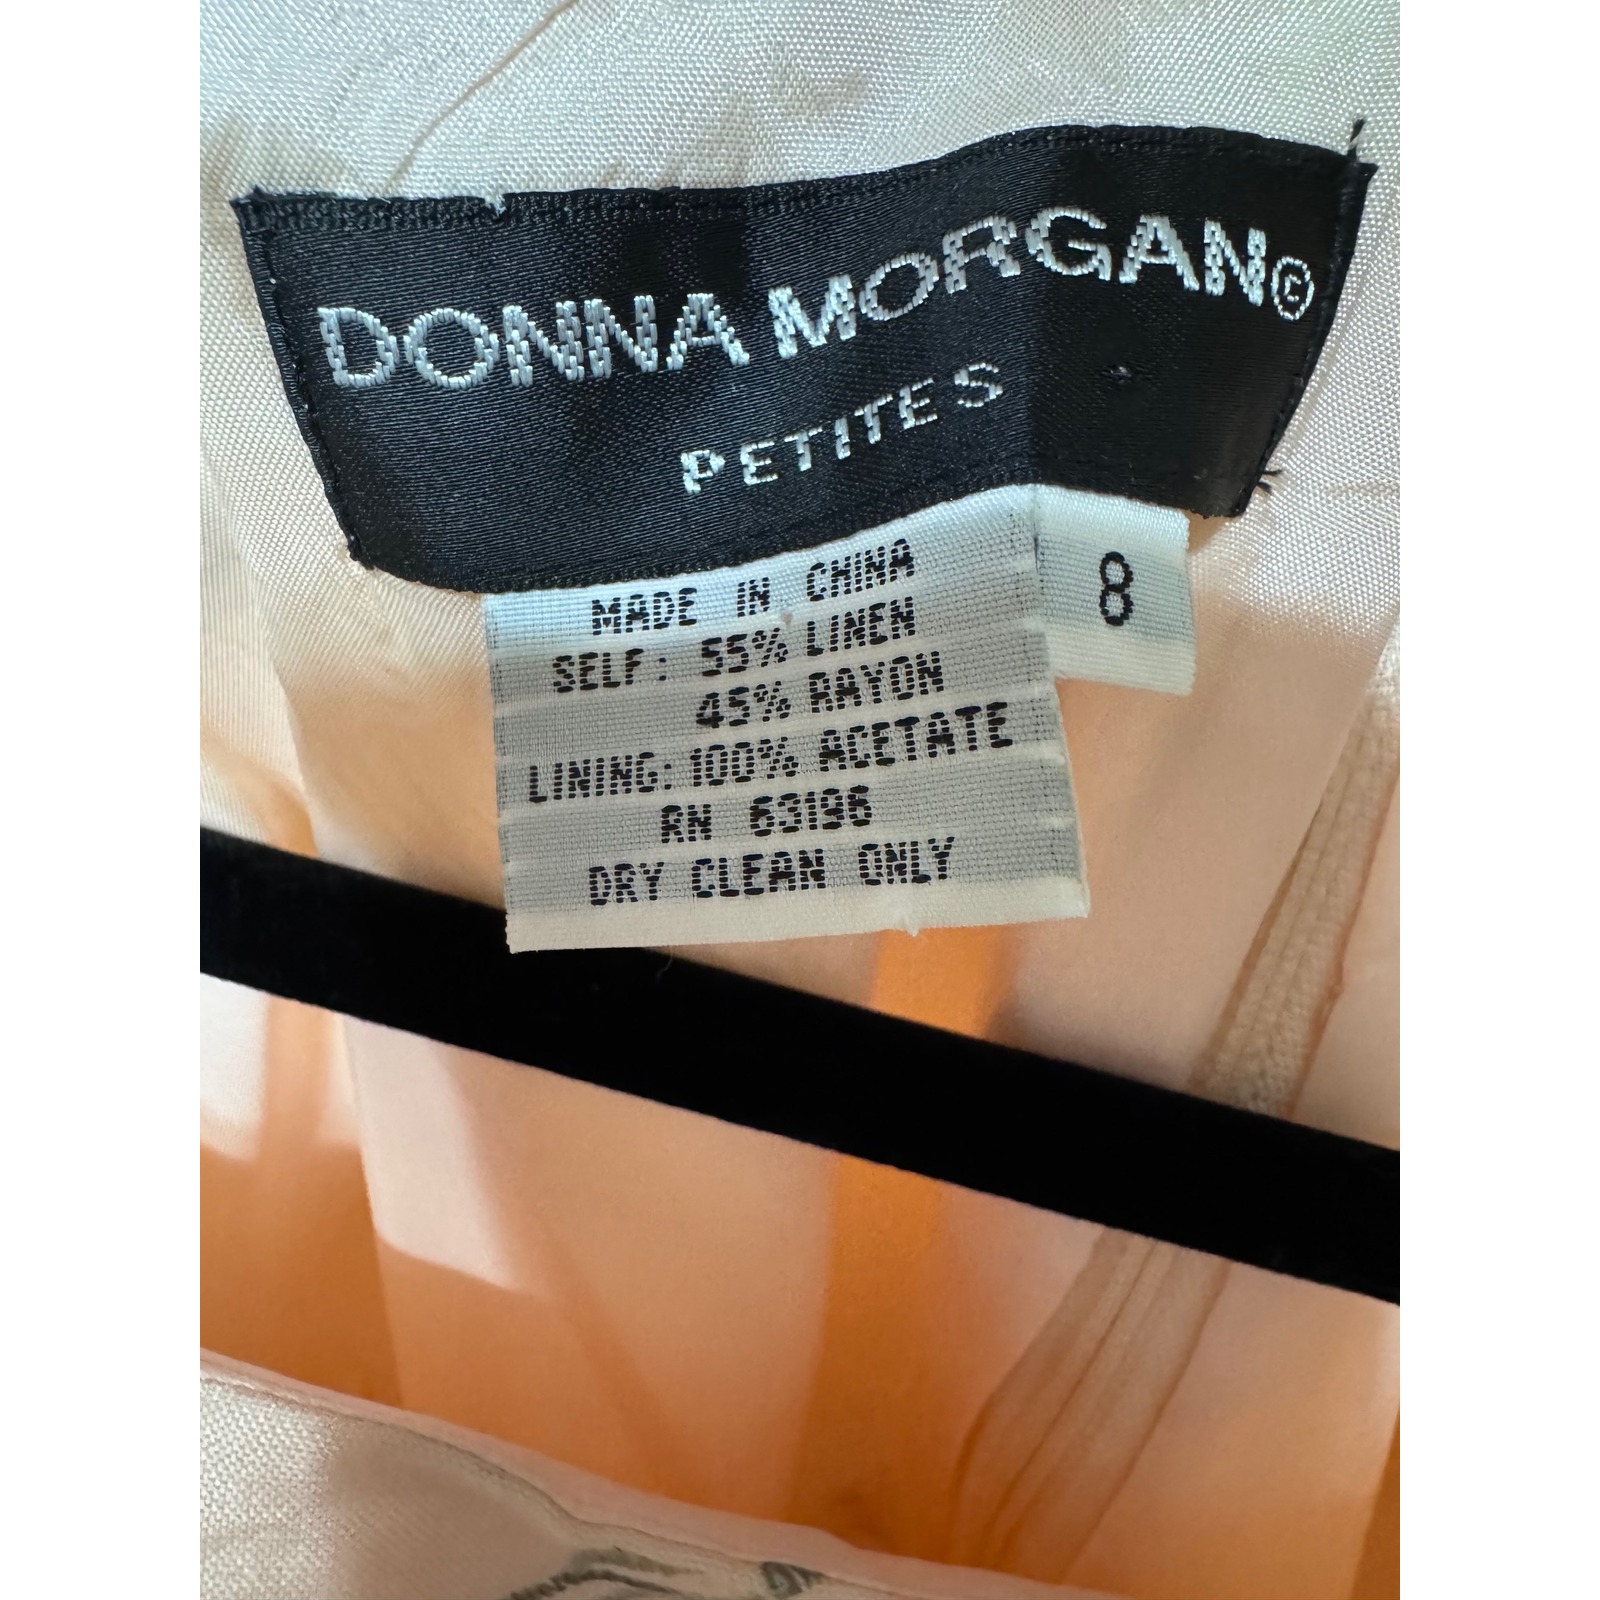 DONNA MORGAN©
PETITES
8
MADE IN CHINA
SELF: 55% LINEN
45% RAYON
LINING: 100% ACETATE
RN 63196
DRY CLEAN ONLY